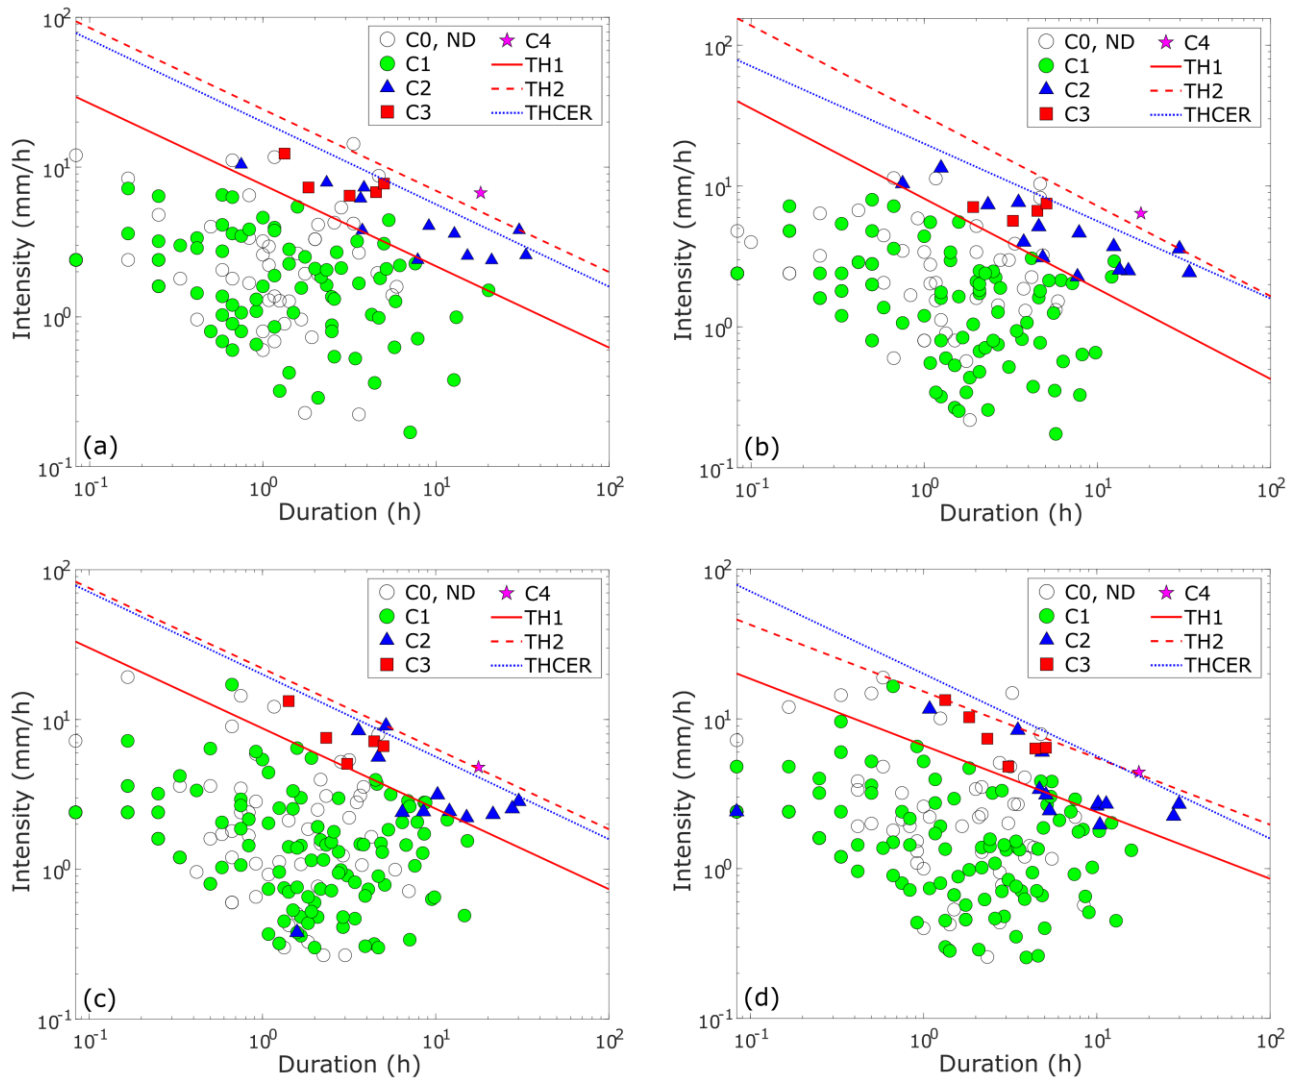 10²
C0, ND
C4
C1
TH1
C2
TH2
C3
THCER
Intensity (mm/h)
10¹
10⁰
(a)
10⁻¹
10⁻¹
10⁰
10¹
10²
Duration (h)
10²
C0, ND
C4
C1
TH1
C2
TH2
C3
THCER
Intensity (mm/h)
10¹
10⁰
(b)
10⁻¹
10⁻¹
10⁰
10¹
10²
Duration (h)
10²
C0, ND
C4
C1
TH1
C2
TH2
C3
THCER
Intensity (mm/h)
10¹
10⁰
(c)
10⁻¹
10⁻¹
10⁰
10¹
10²
Duration (h)
10²
C0, ND
C4
C1
TH1
C2
TH2
C3
THCER
Intensity (mm/h)
10¹
10⁰
(d)
10⁻¹
10⁻¹
10⁰
10¹
10²
Duration (h)